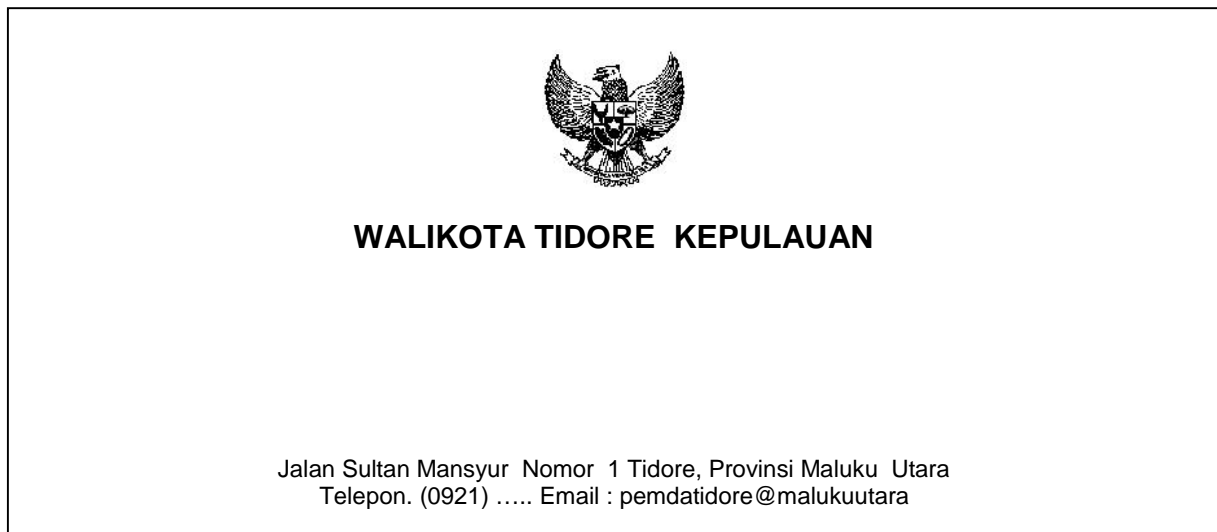 WALIKOTA TIDORE KEPULAUAN
Jalan Sultan Mansyur Nomor 1 Tidore, Provinsi Maluku Utara
Telepon. (0921) ….. Email : pemdatidore@malukuutara